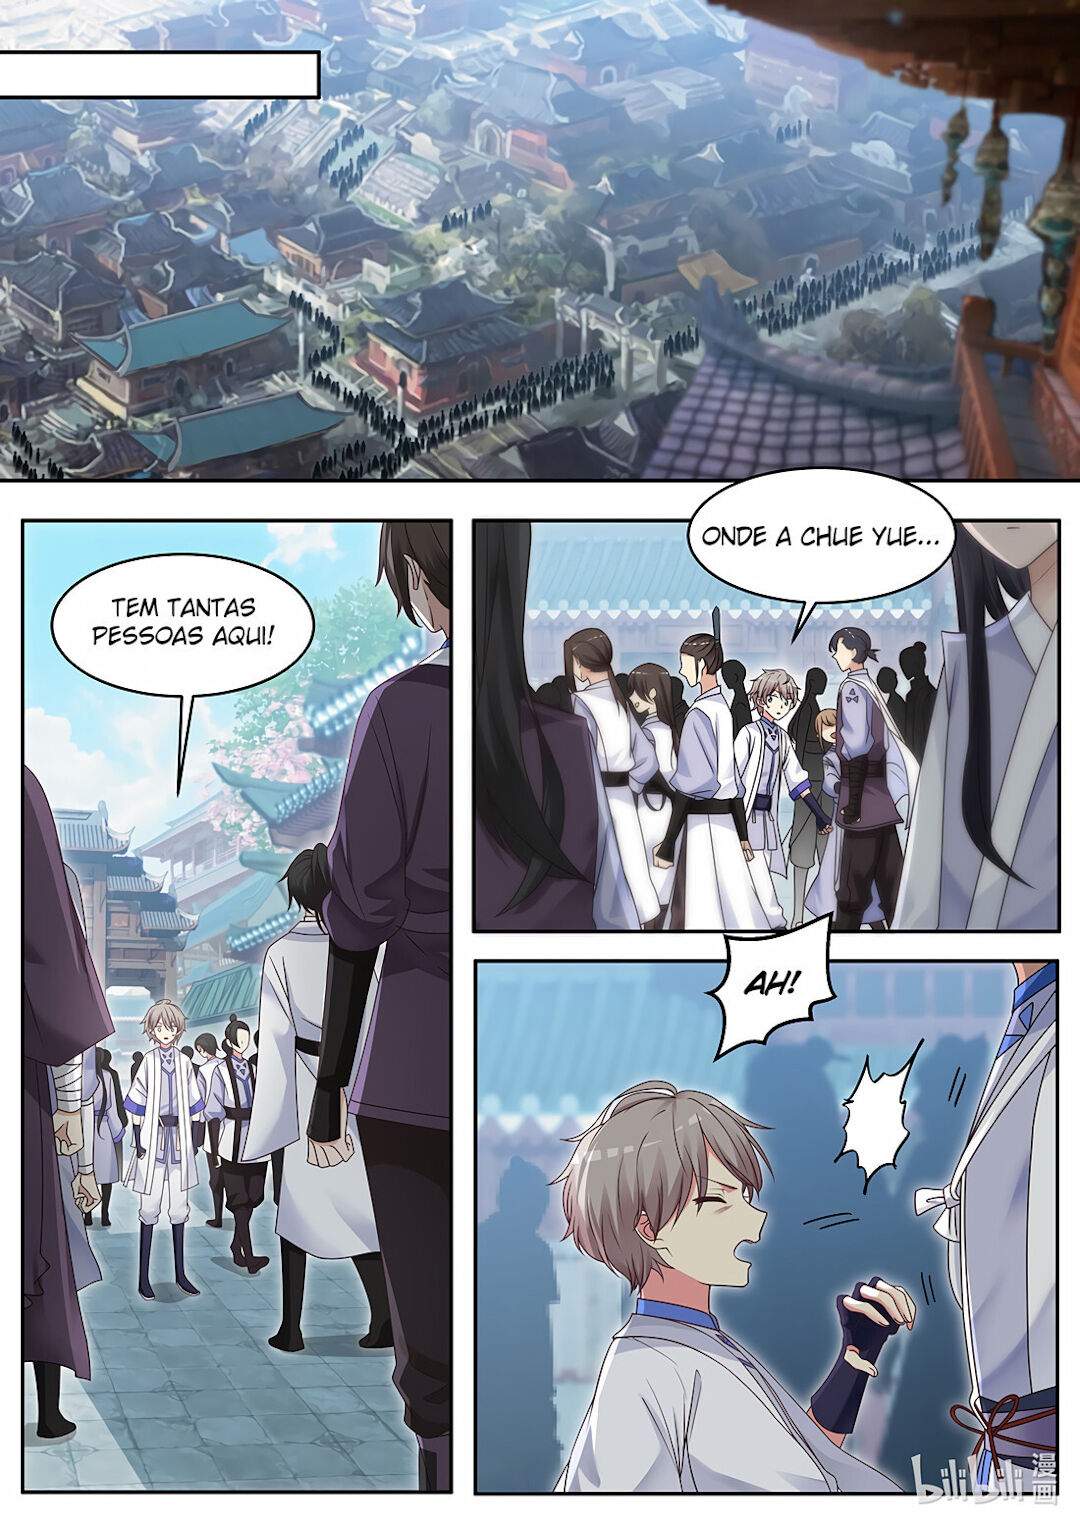 TEM TANTAS
PESSOAS AQUI!
ONDE A CHUE YUE...
AH!
bilibili
漫画